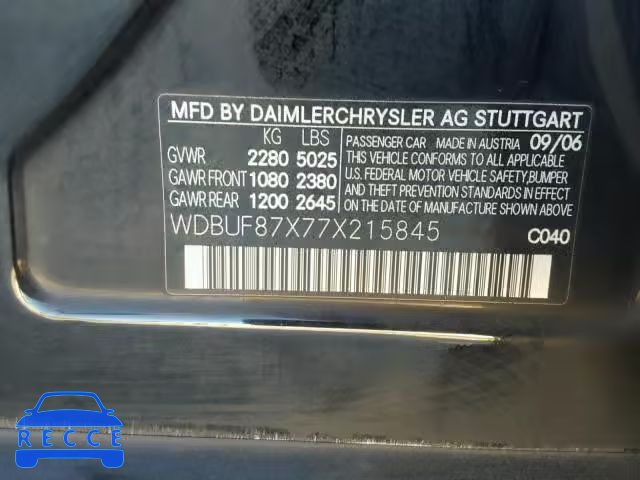 MFD BY DAIMLERCHRYSLER AG STUTTGART
KG LBS
GVWR 2280 5025
GAWR FRONT 1080 2380
GAWR REAR 1200 2645
PASSENGER CAR MADE IN AUSTRIA 09/06
THIS VEHICLE CONFORMS TO ALL APPLICABLE
U.S. FEDERAL MOTOR VEHICLE SAFETY,BUMPER
AND THEFT PREVENTION STANDARDS IN EFFECT
ON THE DATE OF MANUFACTURE SHOWN ABOVE.
WDBUF87X77X215845
C040
RECCE